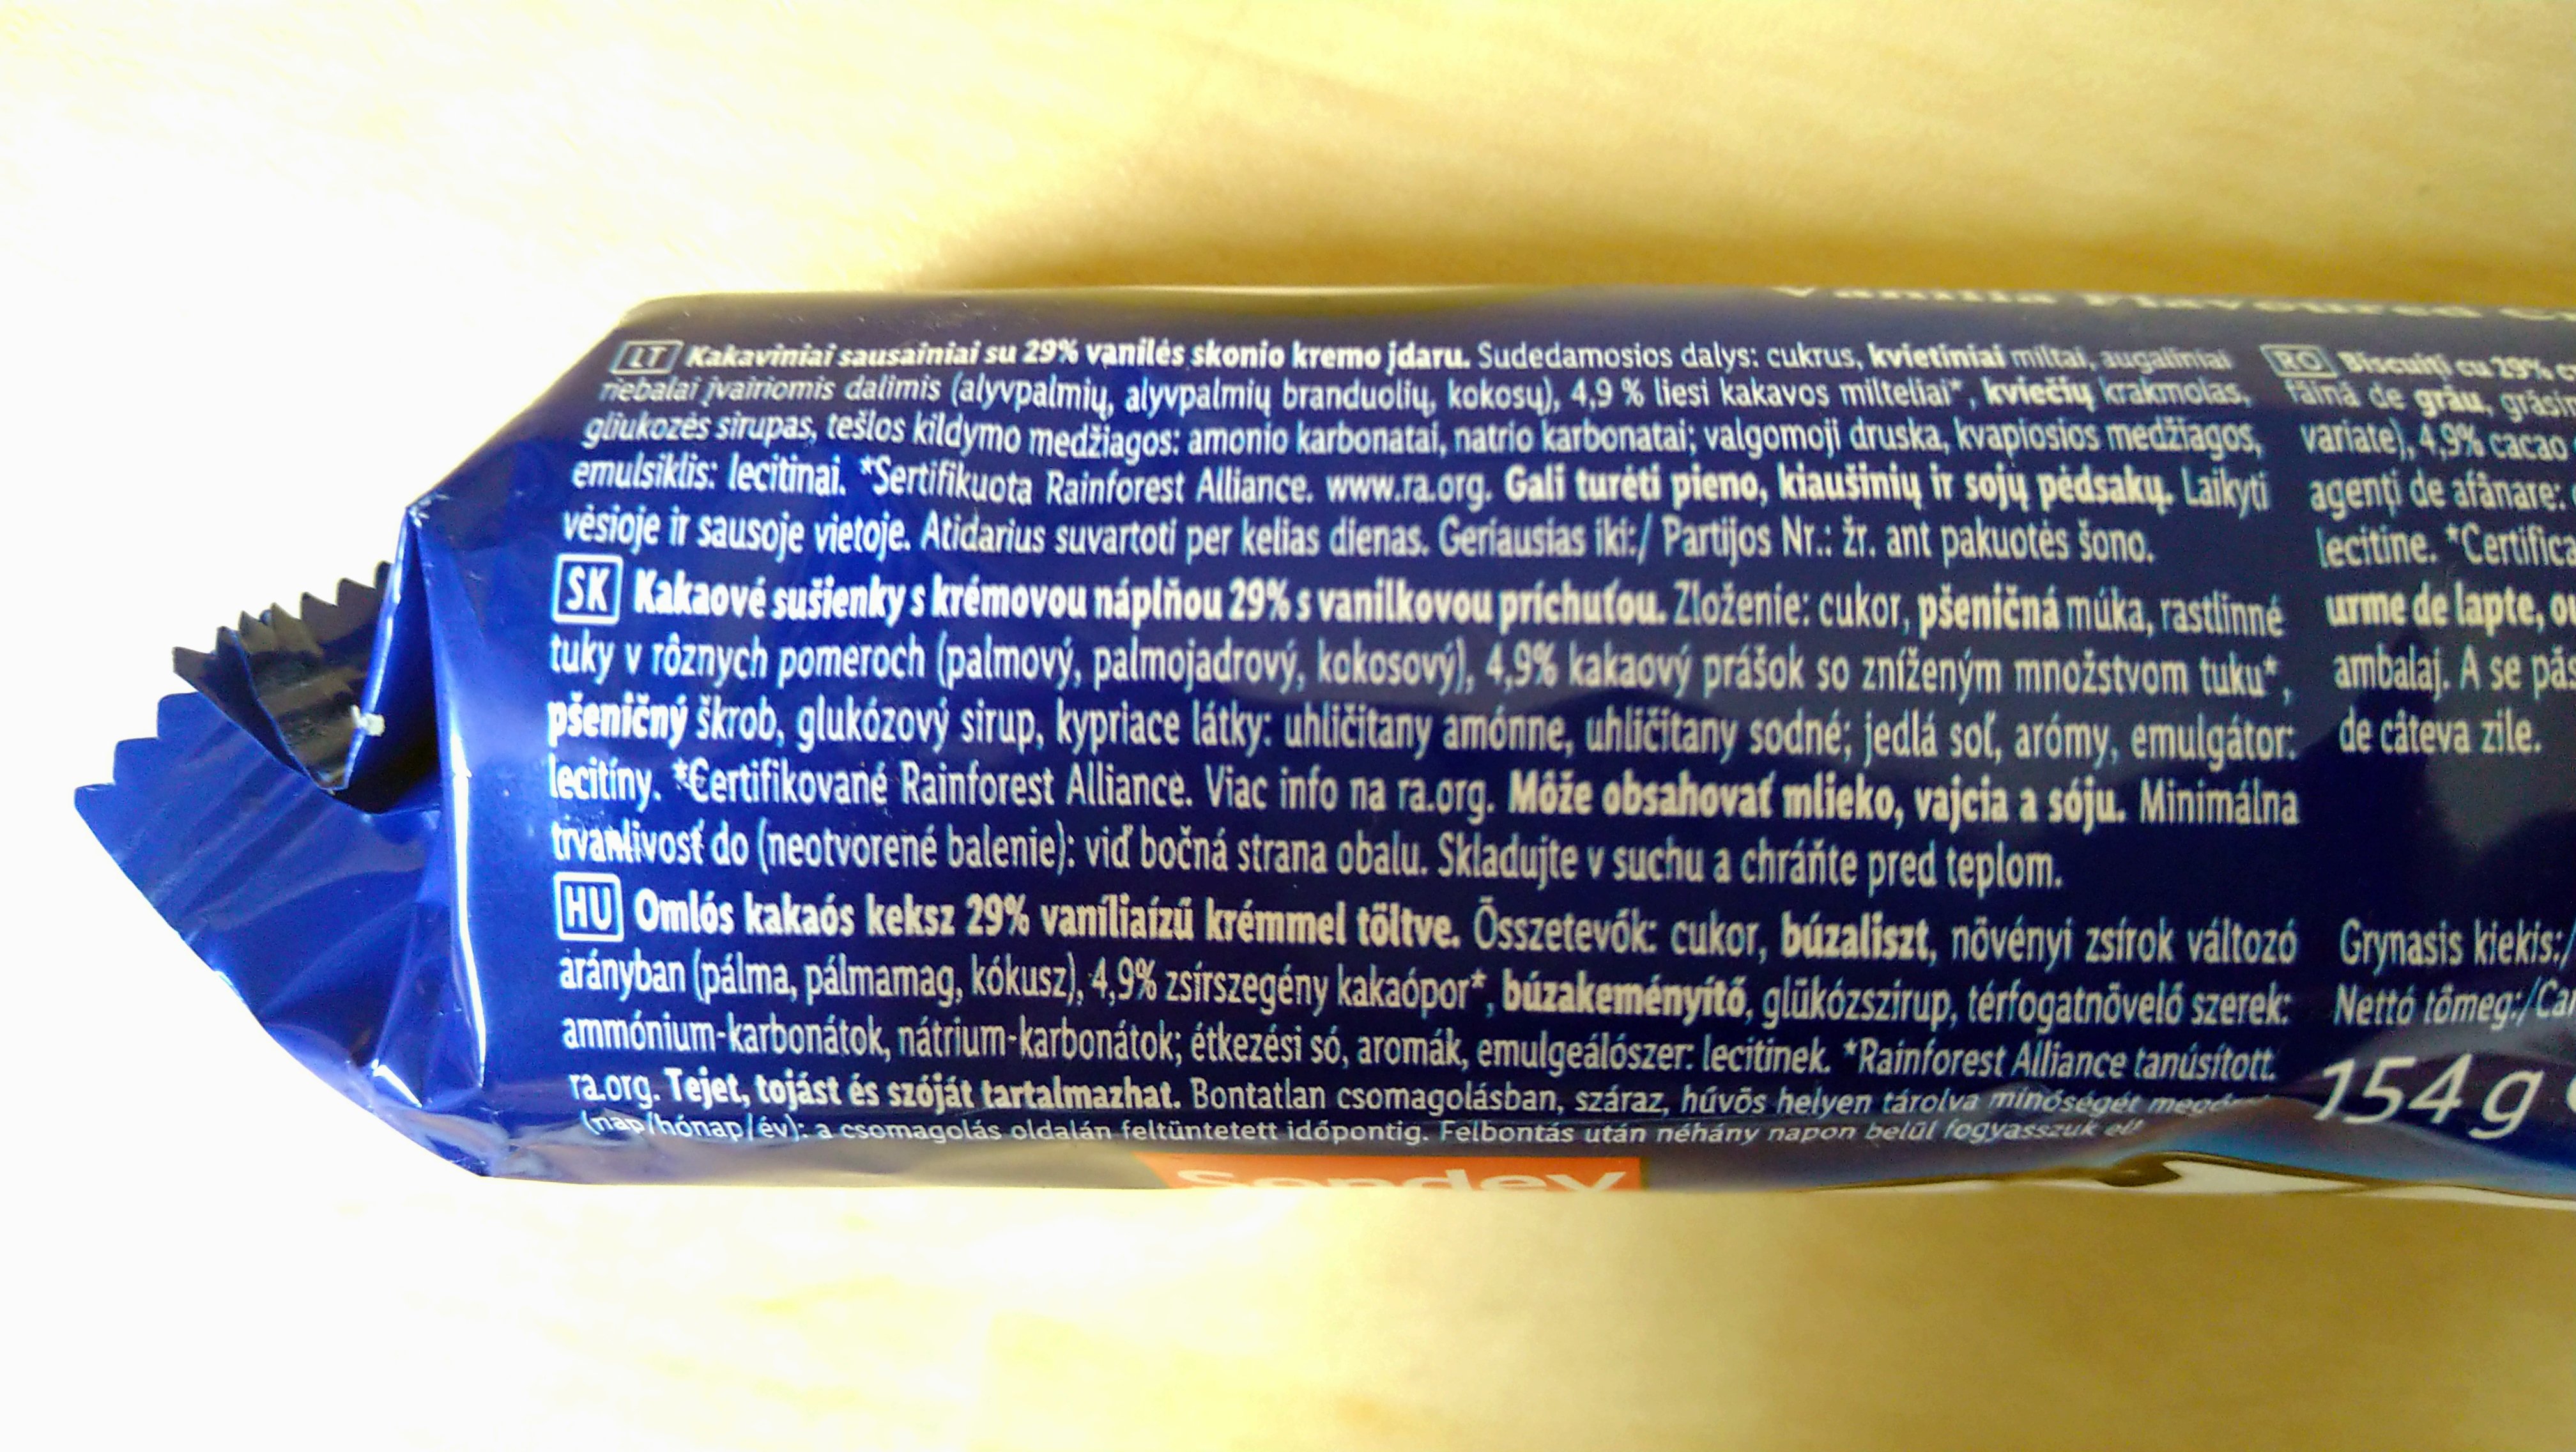 Vanilla Flavoured
LT Kakaviniai sausainiai su 29% vanilės skonio kremo įdaru. Sudedamosios dalys: cukrus, kvietiniai miltai, augaliniai
riebalai įvairiomis dalimis (alyvpalmių, alyvpalmių branduolių, kokosų), 4,9 % liesi kakavos milteliai*, kviečių krakmolas,
gliukozės sirupas, tešlos kildymo medžiagos: amonio karbonatai, natrio karbonatai; valgomoji druska, kvapiosios medžiagos,
emulsiklis: lecitinai. *Sertifikuota Rainforest Alliance. www.ra.org. Gali turėti pieno, kiaušinių ir sojų pėdsakų. Laikyti
vėsioje ir sausoje vietoje. Atidarius suvartoti per kelias dienas. Geriausias iki:/ Partijos Nr.: žr. ant pakuotės šono.
SK Kakaové sušienky s krémovou náplňou 29% s vanilkovou príchuťou. Zloženie: cukor, pšeničná múka, rastlinné
tuky v rôznych pomeroch (palmový, palmojadrový, kokosový), 4,9% kakaový prášok so zníženým množstvom tuku*,
pšeničný škrob, glukózový sirup, kypriace látky: uhličitany amónne, uhličitany sodné; jedlá soľ, arómy, emulgátor:
lecitíny. *Certifikované Rainforest Alliance. Viac info na ra.org. Môže obsahovať mlieko, vajcia a sóju. Minimálna
trvanlivosť do (neotvorené balenie): viď bočná strana obalu. Skladujte v suchu a chráňte pred teplom.
HU Omlós kakaós keksz 29% vaníliaízű krémmel töltve. Összetevők: cukor, búzaliszt, növényi zsírok változó
arányban (pálma, pálmamag, kókusz), 4,9% zsírszegény kakaópor*, búzakeményítő, glükózszirup, térfogatnövelő szerek:
ammónium-karbonátok, nátrium-karbonátok; étkezési só, aromák, emulgeálószer: lecitinek. *Rainforest Alliance tanúsított.
ra.org. Tejet, tojást és szóját tartalmazhat. Bontatlan csomagolásban, száraz, hűvös helyen tárolva minőségét
(nap/hónap/év): a csomagolás oldalán feltüntetett időpontig. Felbontás után néhány napon belül fogyasszuk el!
RO Biscuiți cu 29%
făină de grâu,
variate), 4,9% cacao
agenți de afânare:
lecitine.
urme de lapte,
ambalaj. A se
de câteva zile.
Grynasis kiekis:/
Nettó tömeg:/
154 g
Sondey